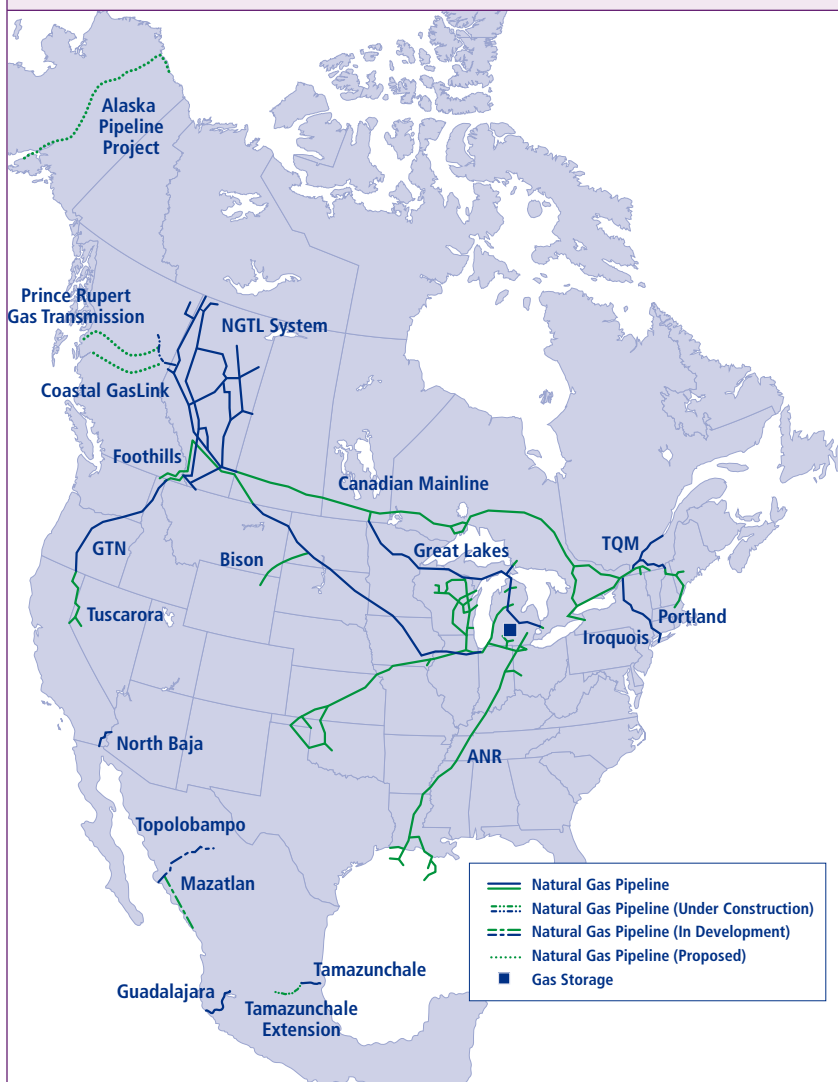 Alaska
Pipeline
Project
Prince Rupert
Gas Transmission
NGTL System
Coastal GasLink
Foothills
Canadian Mainline
GTN
Bison
Great Lakes
TQM
Tuscarora
Portland
Iroquois
North Baja
ANR
Topolobampo
Mazatlan
Guadalajara
Tamazunchale
Tamazunchale
Extension
Natural Gas Pipeline
Natural Gas Pipeline (Under Construction)
Natural Gas Pipeline (In Development)
Natural Gas Pipeline (Proposed)
Gas Storage